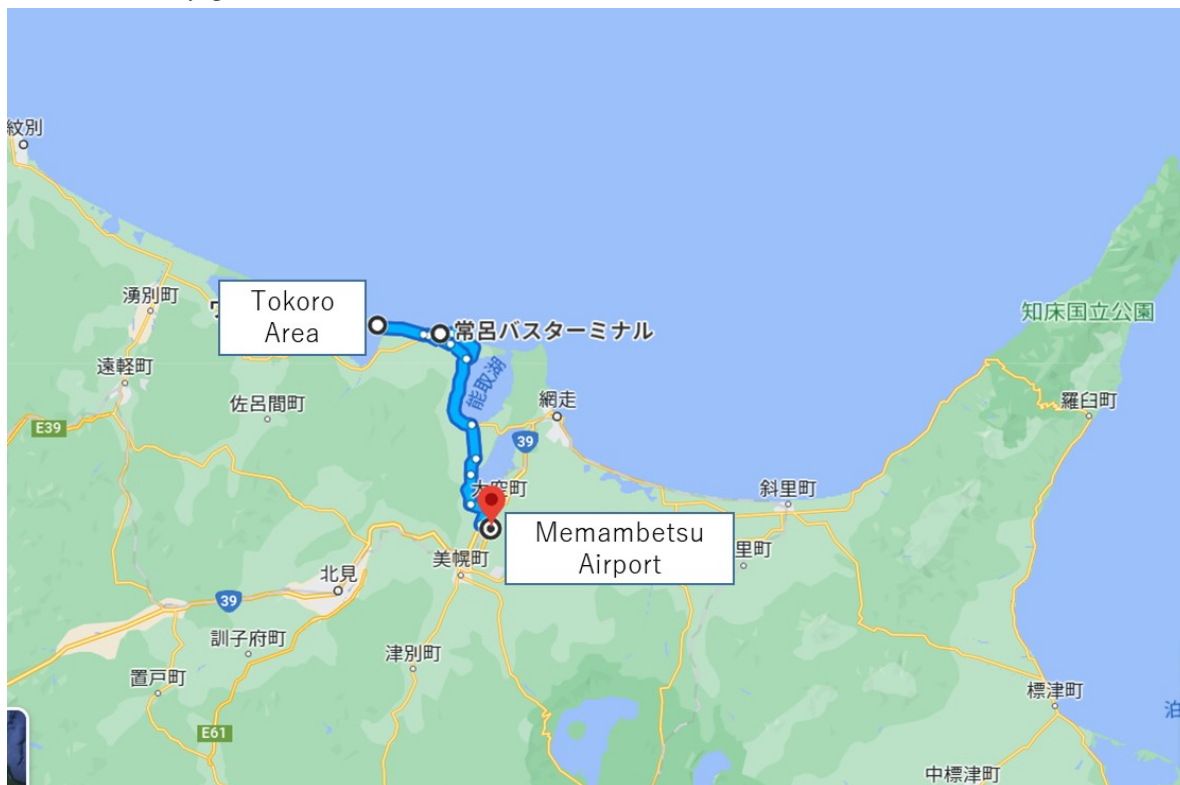 紋別
湧別町
Tokoro
Area
常呂バスターミナル
知床国立公園
遠軽町
佐呂間町
能取湖
網走
羅臼町
E39
39
大空町
斜里町
Memambetsu
Airport
里町
美幌町
北見
39
訓子府町
津別町
置戸町
標津町
泊
E61
中標津町